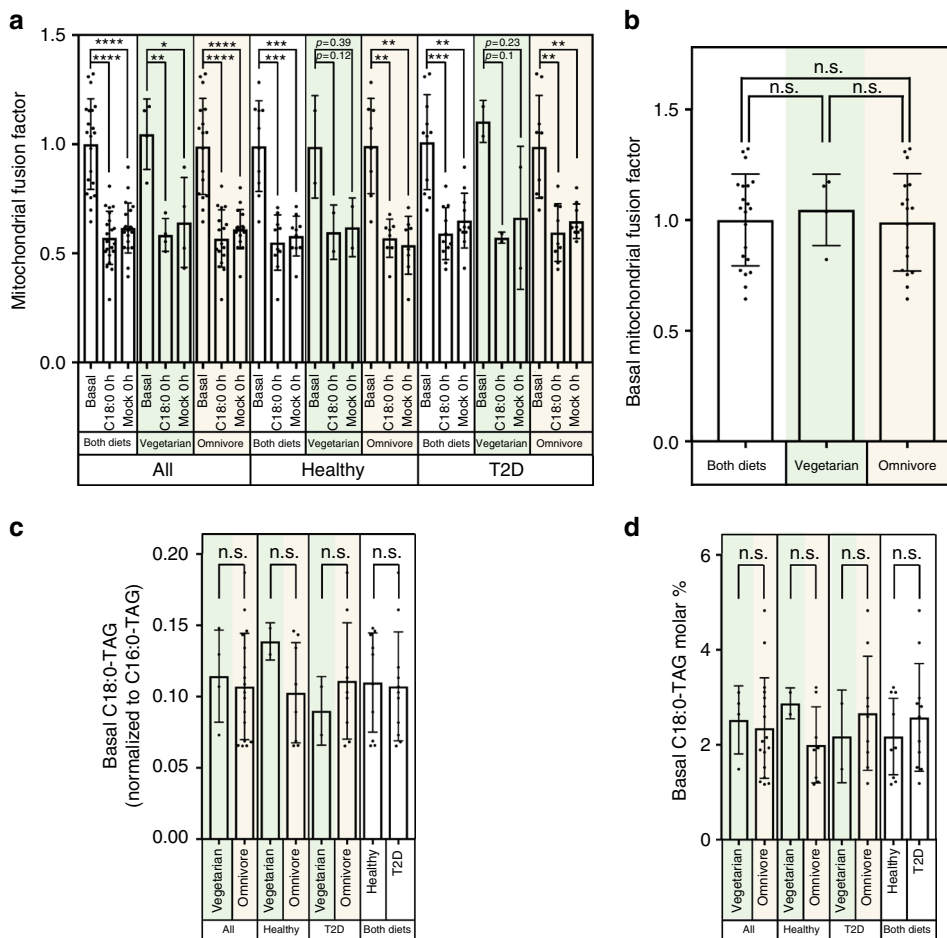 a
1.5
1.0
0.5
0.0
Mitochondrial fusion factor
**** * **** *** p=0.39 ** ** p=0.23 **
**** ** **** *** p=0.12 ** *** p=0.1 **
Basal C18:0 0h Mock 0h Basal C18:0 0h Mock 0h Basal C18:0 0h Mock 0h Basal C18:0 0h Mock 0h Basal C18:0 0h Mock 0h Basal C18:0 0h Mock 0h Basal C18:0 0h Mock 0h Basal C18:0 0h Mock 0h Basal C18:0 0h Mock 0h
Both diets Vegetarian Omnivore Both diets Vegetarian Omnivore Both diets Vegetarian Omnivore
All Healthy T2D
b
1.5
1.0
0.5
0.0
Basal mitochondrial fusion factor
n.s.
n.s. n.s.
Both diets Vegetarian Omnivore
c
0.20
0.15
0.10
0.05
0.00
Basal C18:0-TAG
(normalized to C16:0-TAG)
n.s. n.s. n.s. n.s.
Vegetarian Omnivore Vegetarian Omnivore Vegetarian Omnivore Healthy T2D
All Healthy T2D Both diets
d
6
4
2
0
Basal C18:0-TAG molar %
n.s. n.s. n.s. n.s.
Vegetarian Omnivore Vegetarian Omnivore Vegetarian Omnivore Healthy T2D
All Healthy T2D Both diets